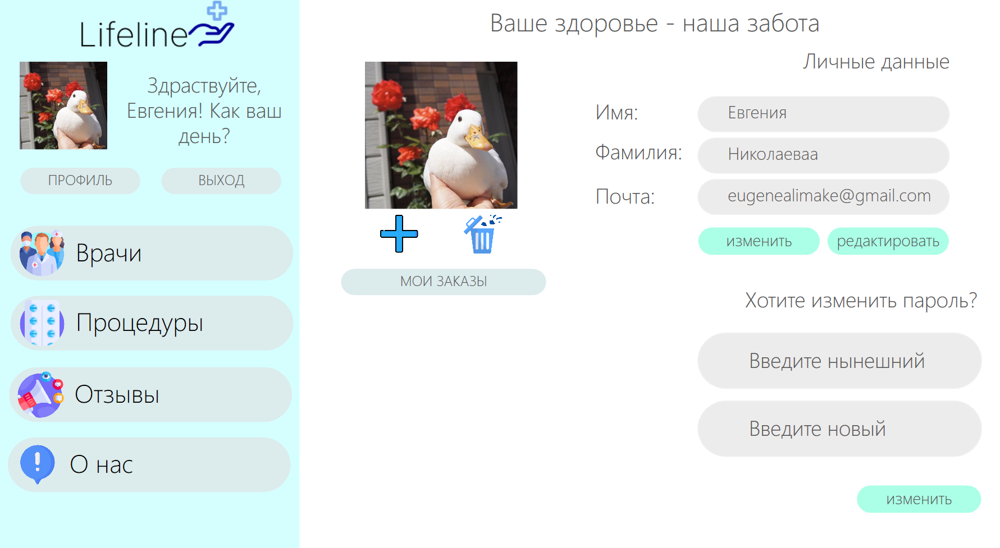 Lifeline
Здраствуйте,
Евгения! Как ваш
день?
ПРОФИЛЬ
ВЫХОД
Врачи
Процедуры
Отзывы
О нас
Ваше здоровье - наша забота
МОИ ЗАКАЗЫ
Личные данные
Имя:
Евгения
Фамилия:
Николаеваа
Почта:
eugenealimake@gmail.com
изменить
редактировать
Хотите изменить пароль?
Введите нынешний
Введите новый
изменить